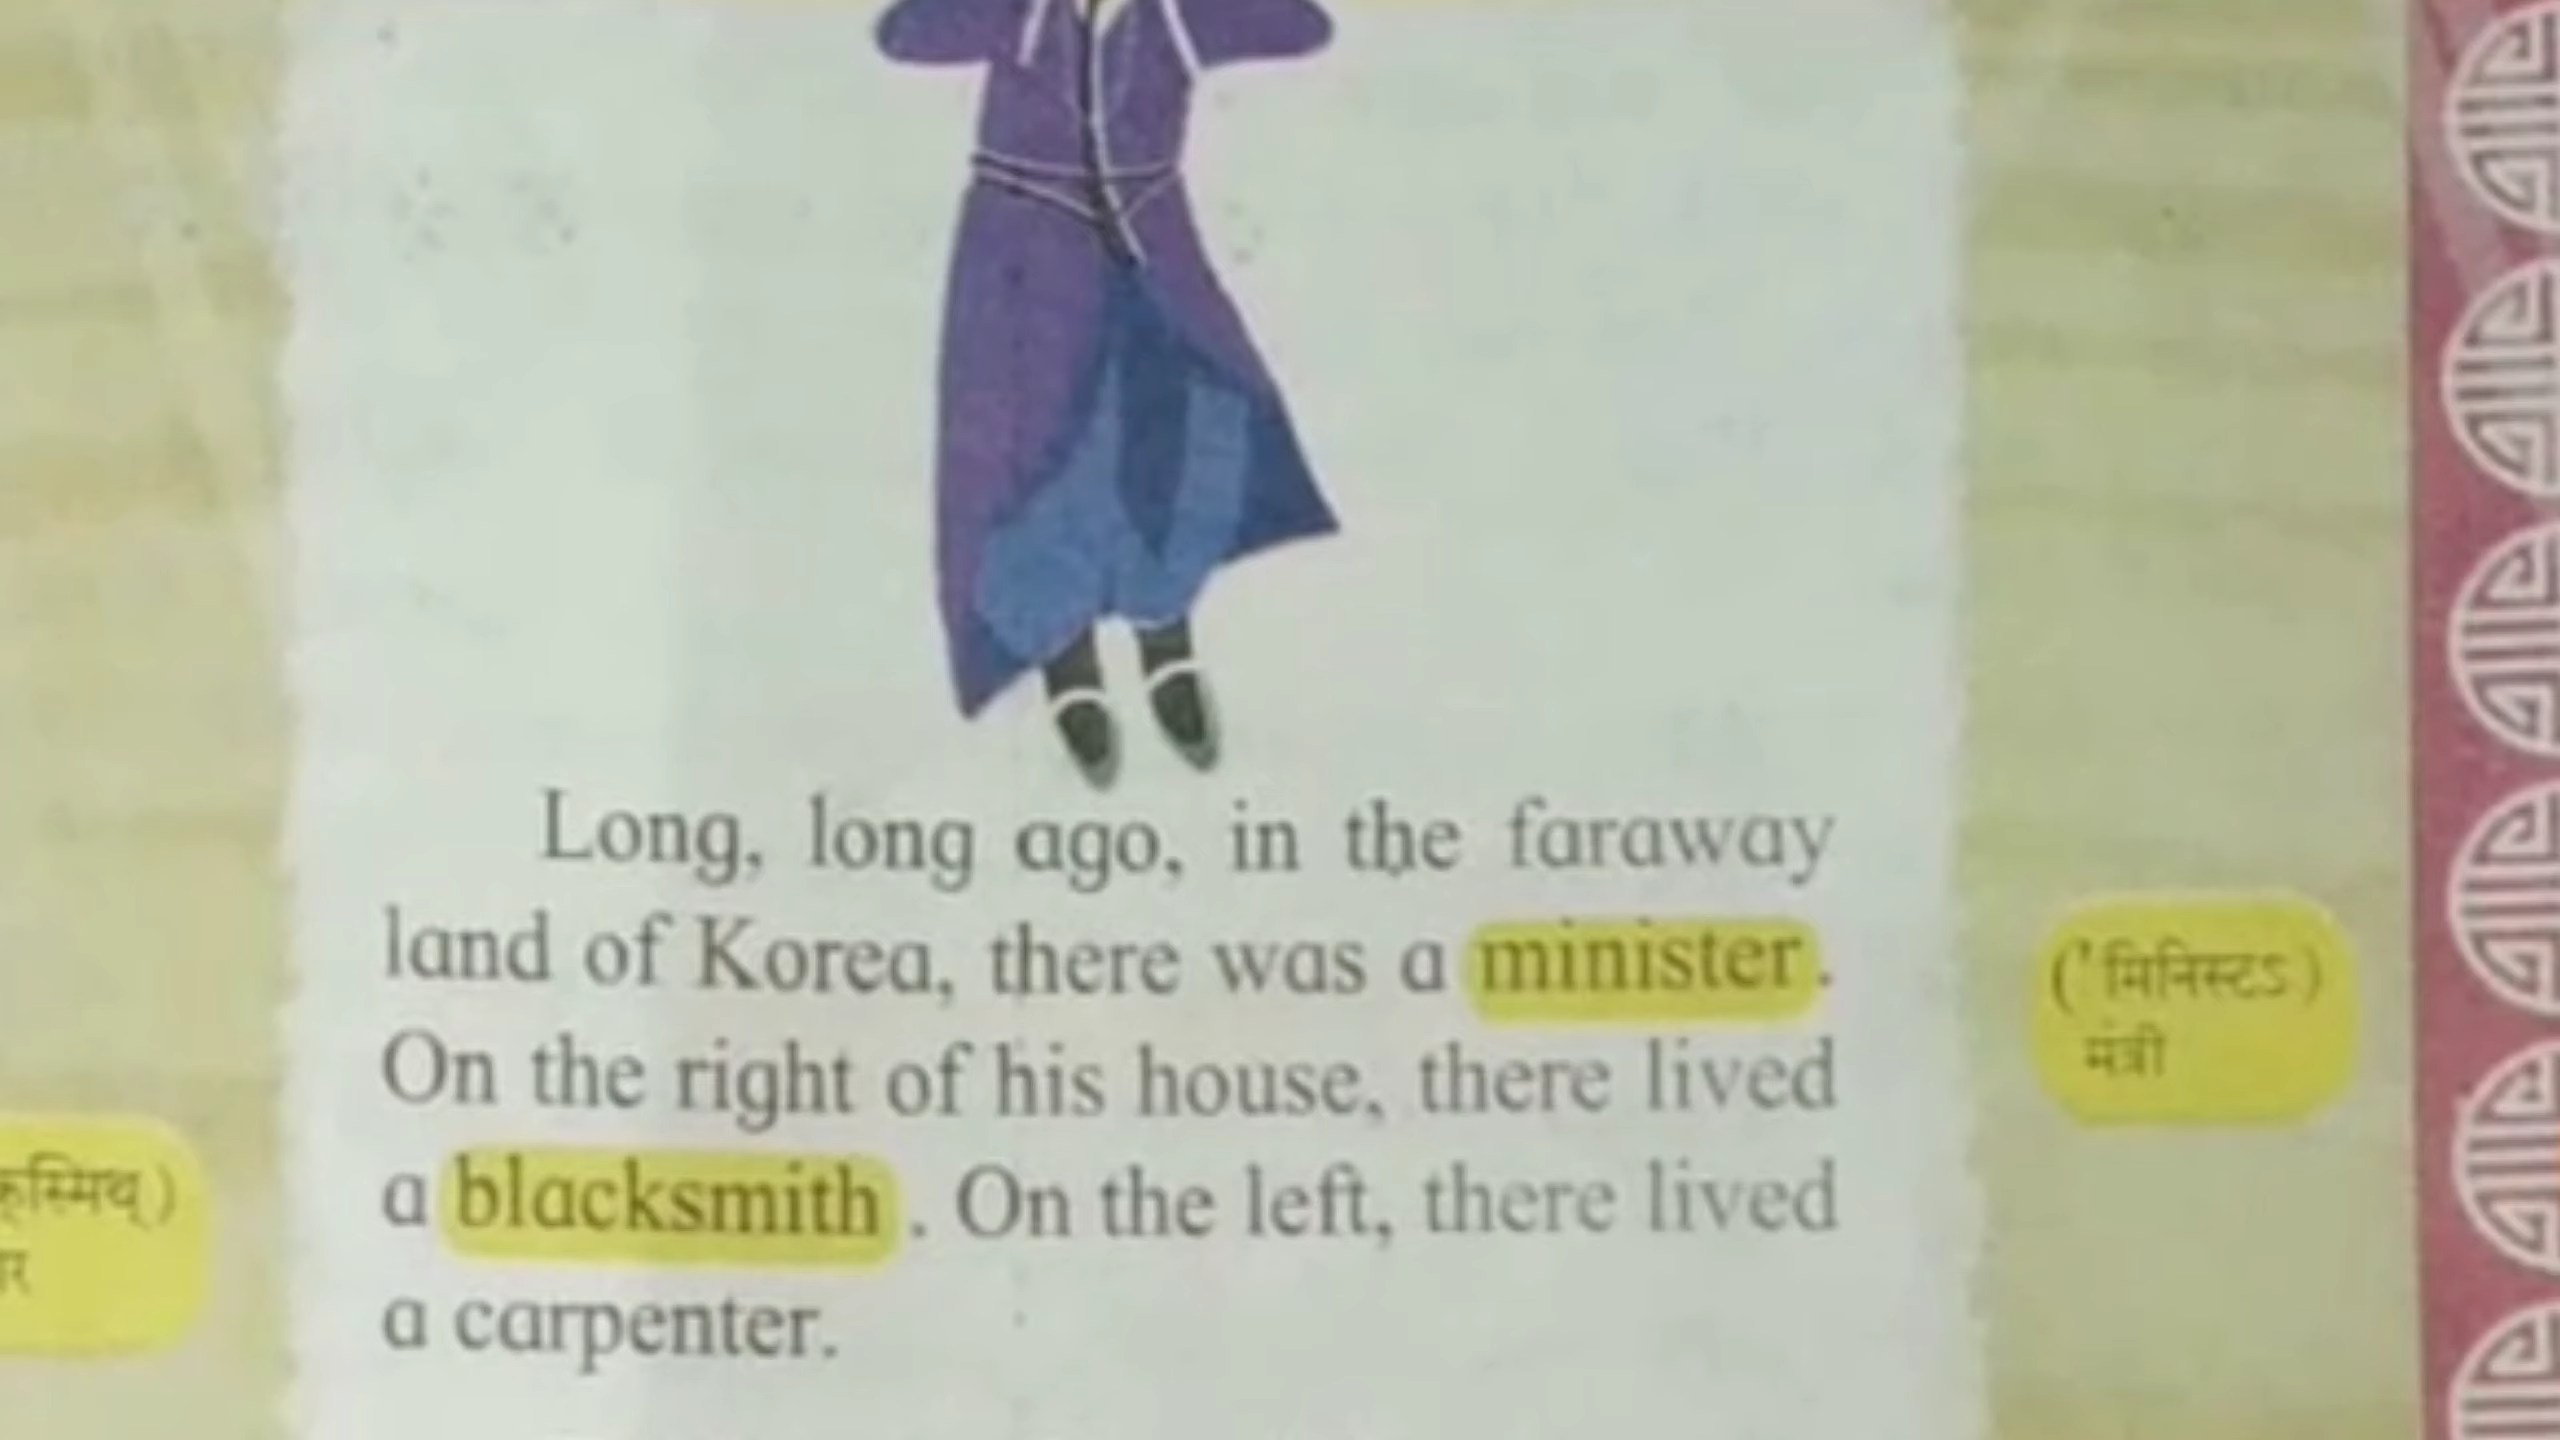 Long, long ago, in the faraway
land of Korea, there was a minister.
On the right of his house, there lived
a blacksmith. On the left, there lived
a carpenter.
('मिनिस्टऽ)
मंत्री